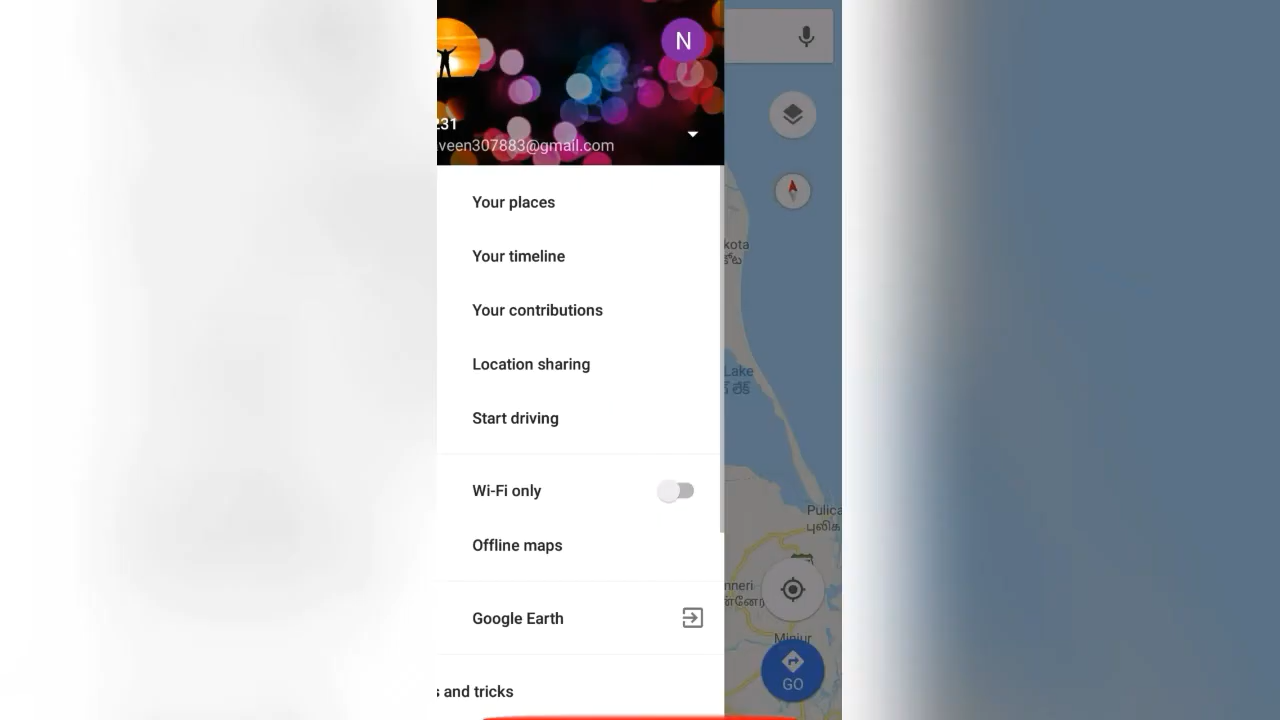 N
231
veen307883@gmail.com
Your places
Your timeline
Your contributions
Location sharing
Start driving
Wi-Fi only
Offline maps
Google Earth
s and tricks
kota
కోట
Lake
లేక్
Pulica
புலிக
nneri
Minjur
GO